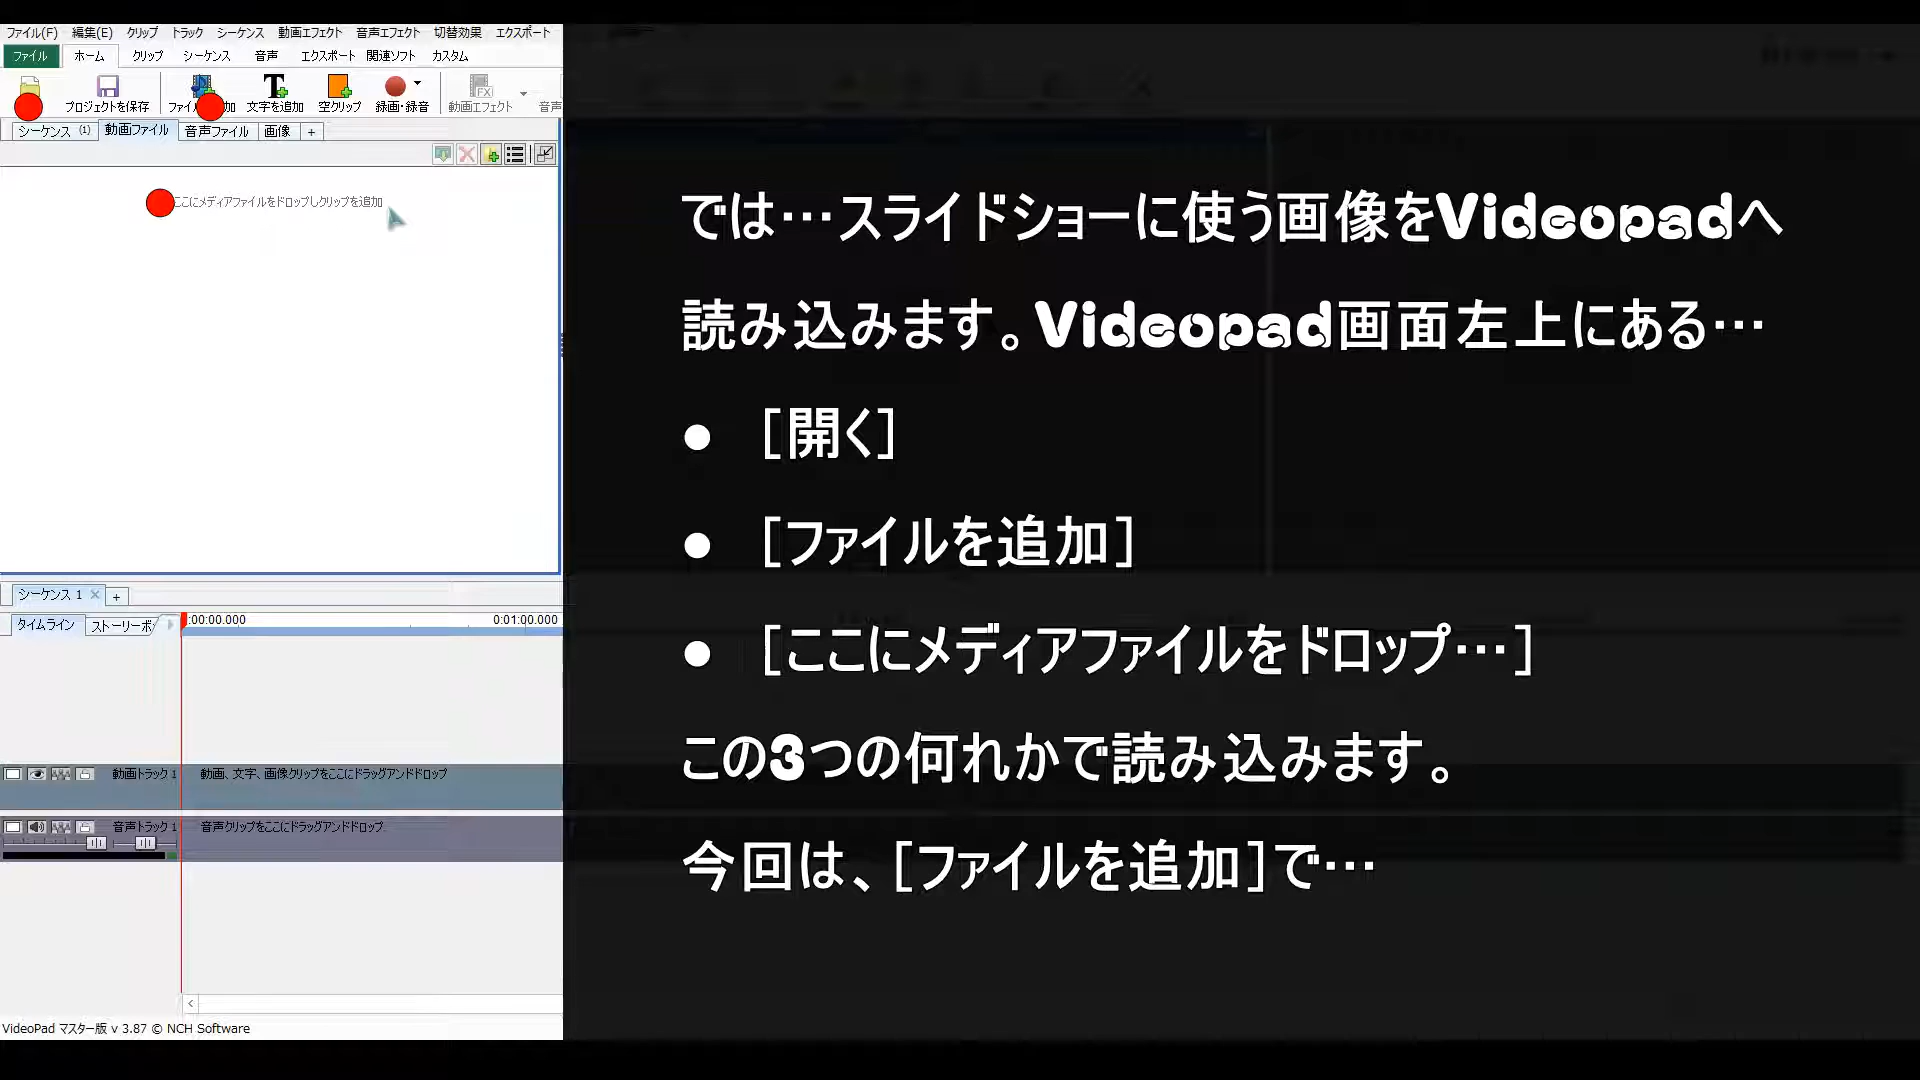 ファイル(F) 編集(E) クリップ トラック シーケンス 動画エフェクト 音声エフェクト 切替効果 エクスポート
ファイル ホーム クリップ シーケンス 音声 エクスポート 関連ソフト カスタム
プロジェクトを保存 ファイル 加 文字を追加 空クリップ 録画・録音 動画エフェクト 音声
シーケンス (1) 動画ファイル 音声ファイル 画像 +
ここにメディアファイルをドロップしクリップを追加
シーケンス 1 +
タイムライン ストーリーボ :00:00.000 0:01:00.000
動画トラック 1 動画、文字、画像クリップをここにドラッグアンドドロップ
音声トラック 1 音声クリップをここにドラッグアンドドロップ
VideoPad マスター版 v 3.87 © NCH Software
では…スライドショーに使う画像をVideopadへ
読み込みます。Videopad画面左上にある…
● [開く]
● [ファイルを追加]
● [ここにメディアファイルをドロップ…]
この3つの何れかで読み込みます。
今回は、[ファイルを追加]で…